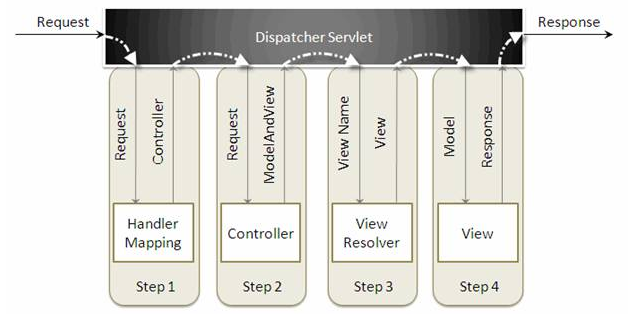 Request
Dispatcher Servlet
Response
Request
Controller
Request
ModelAndView
View Name
View
Model
Response
Handler
Mapping
Controller
View
Resolver
View
Step 1
Step 2
Step 3
Step 4